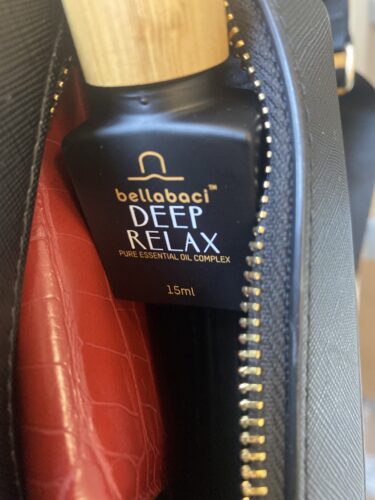 bellabaci™
DEEP
RELAX
PURE ESSENTIAL OIL COMPLEX
15ml